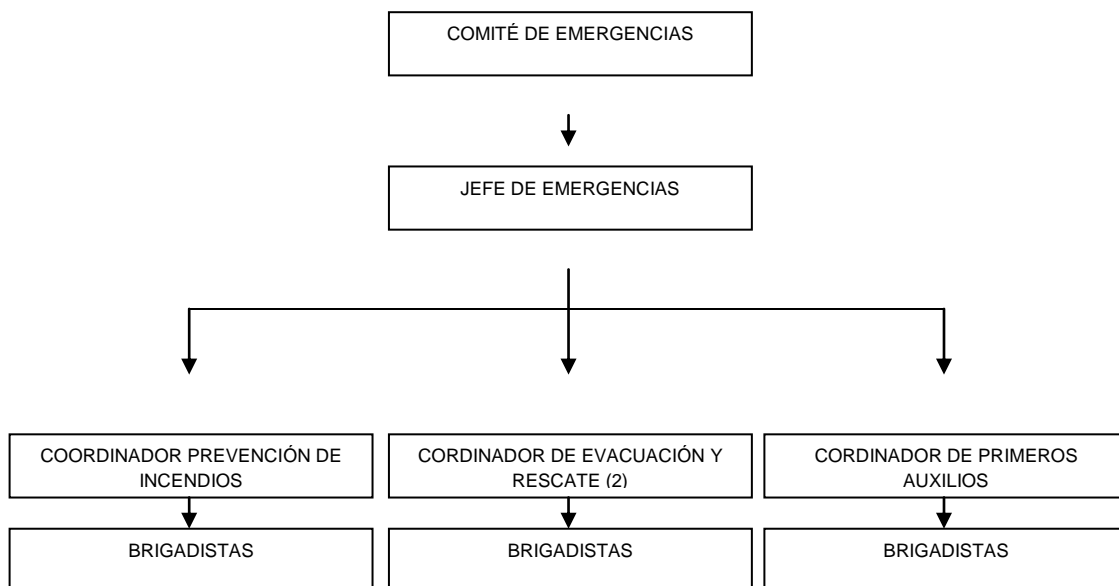 COMITÉ DE EMERGENCIAS
JEFE DE EMERGENCIAS
COORDINADOR PREVENCIÓN DE
INCENDIOS
CORDINADOR DE EVACUACIÓN Y
RESCATE (2)
CORDINADOR DE PRIMEROS
AUXILIOS
BRIGADISTAS
BRIGADISTAS
BRIGADISTAS